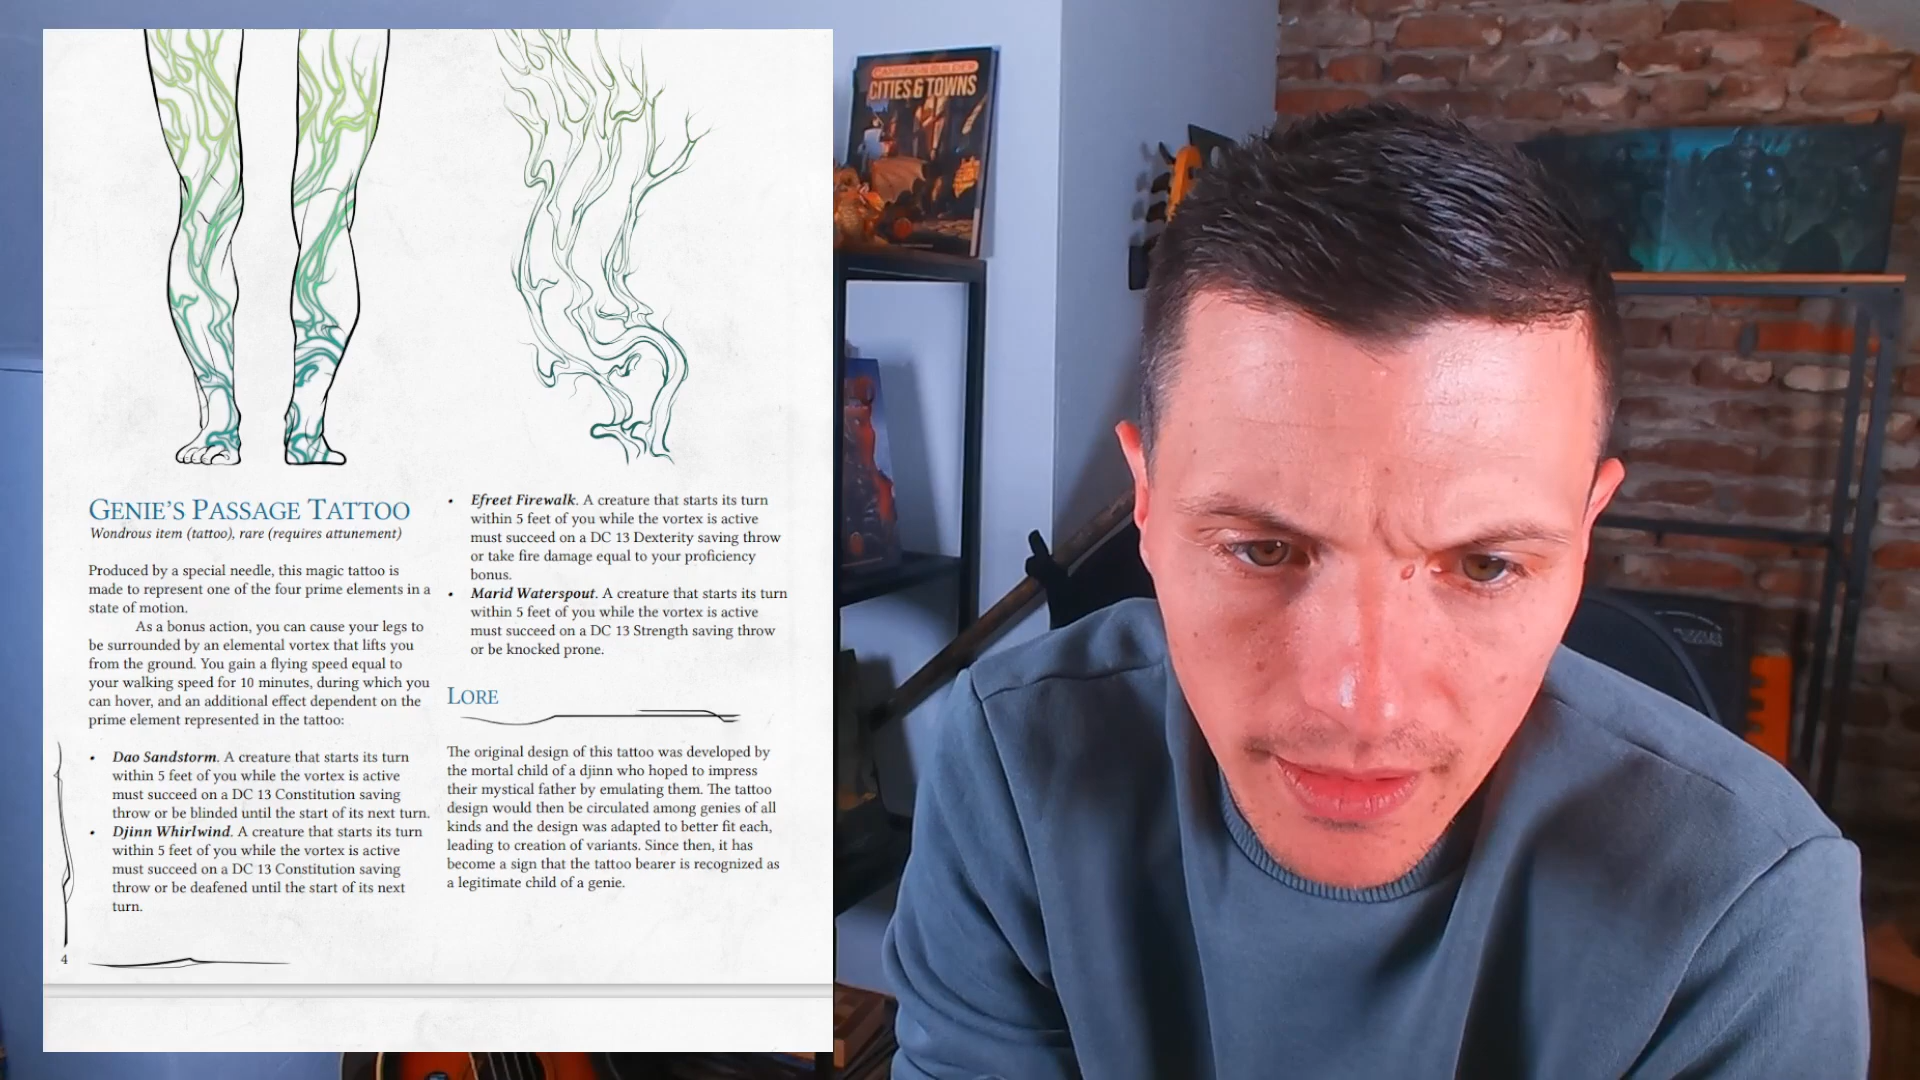 GENIE'S PASSAGE TATTOO
Wondrous item (tattoo), rare (requires attunement)
Produced by a special needle, this magic tattoo is
made to represent one of the four prime elements in a
state of motion.
As a bonus action, you can cause your legs to
be surrounded by an elemental vortex that lifts you
from the ground. You gain a flying speed equal to
your walking speed for 10 minutes, during which you
can hover, and an additional effect dependent on the
prime element represented in the tattoo:
• Dao Sandstorm. A creature that starts its turn
within 5 feet of you while the vortex is active
must succeed on a DC 13 Constitution saving
throw or be blinded until the start of its next turn.
• Djinn Whirlwind. A creature that starts its turn
within 5 feet of you while the vortex is active
must succeed on a DC 13 Constitution saving
throw or be deafened until the start of its next
turn.
• Efreet Firewalk. A creature that starts its turn
within 5 feet of you while the vortex is active
must succeed on a DC 13 Dexterity saving throw
or take fire damage equal to your proficiency
bonus.
• Marid Waterspout. A creature that starts its turn
within 5 feet of you while the vortex is active
must succeed on a DC 13 Strength saving throw
or be knocked prone.
LORE
The original design of this tattoo was developed by
the mortal child of a djinn who hoped to impress
their mystical father by emulating them. The tattoo
design would then be circulated among genies of all
kinds and the design was adapted to better fit each,
leading to creation of variants. Since then, it has
become a sign that the tattoo bearer is recognized as
a legitimate child of a genie.
4
CAMPAIGN BUILDER
CITIES & TOWNS